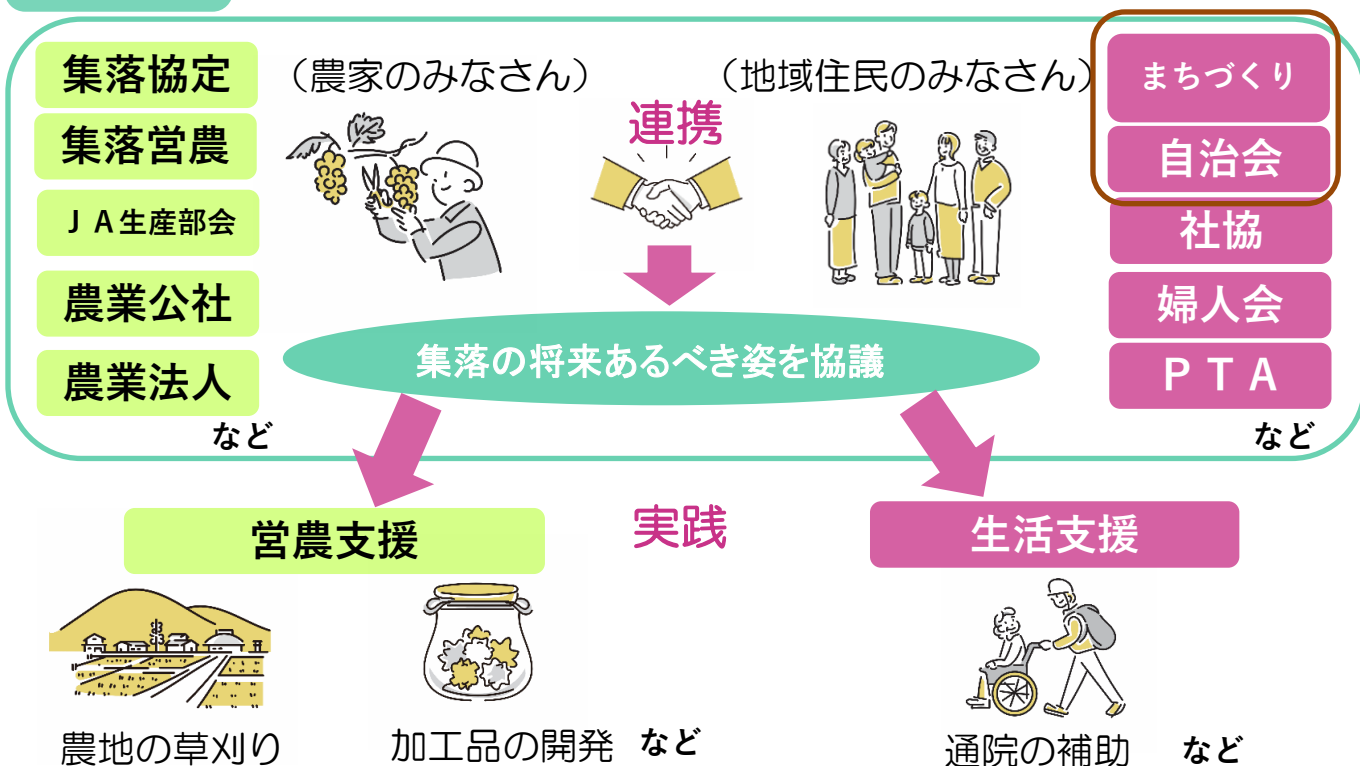 集落協定
集落営農
ＪＡ生産部会
農業公社
農業法人
など
（農家のみなさん）
連携
（地域住民のみなさん）
まちづくり
自治会
社協
婦人会
ＰＴＡ
など
集落の将来あるべき姿を協議
実践
営農支援
農地の草刈り
加工品の開発 など
生活支援
通院の補助 など